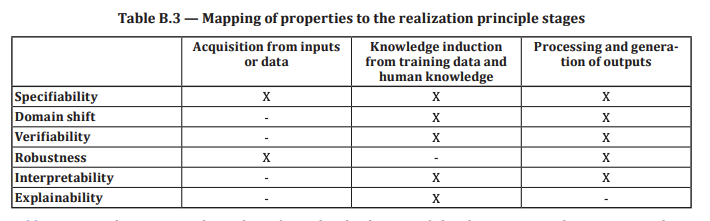 Table B.3 — Mapping of properties to the realization principle stages
Acquisition from inputs or data | Knowledge induction from training data and human knowledge | Processing and genera-tion of outputs
Specifiability X X X
Domain shift - X X
Verifiability - X X
Robustness X - X
Interpretability - X X
Explainability - X -